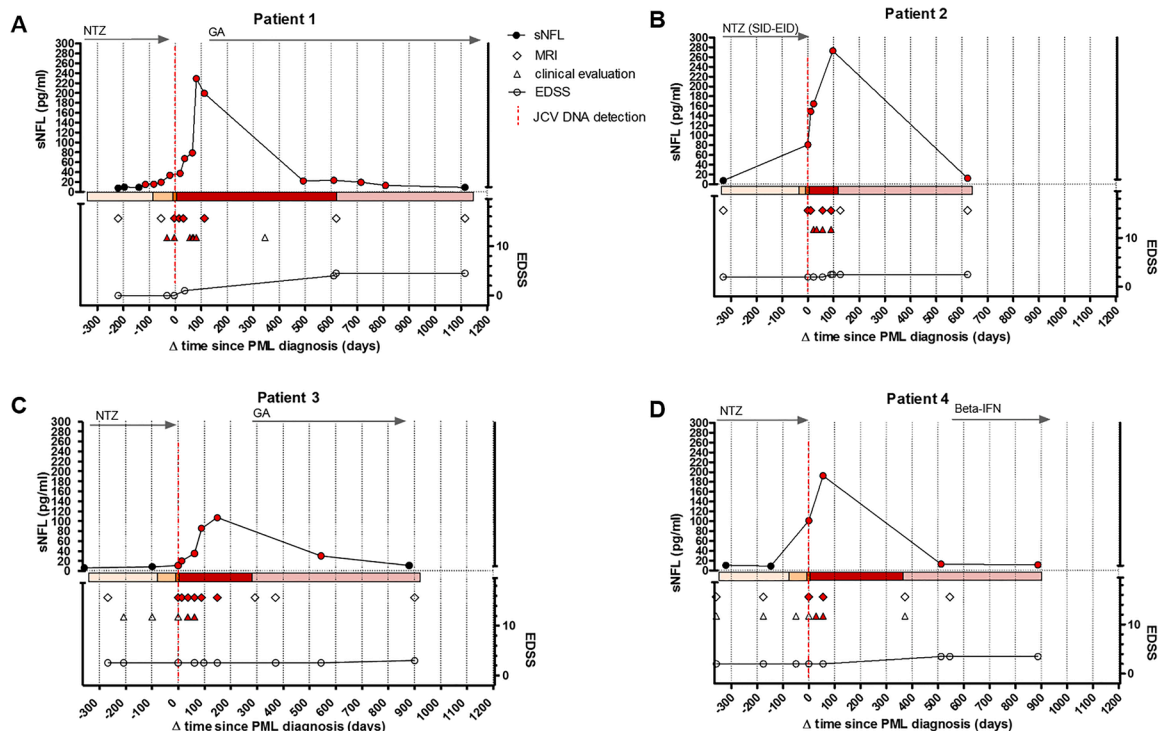 A
Patient 1
NTZ
GA
300
280
260
240
220
200
180
160
140
120
100
80
60
40
20
0
sNFL (pg/ml)
10
0
EDSS
-300 -200 -100 0 100 200 300 400 500 600 700 800 900 1000 1100 1200
Δ time since PML diagnosis (days)
sNFL
MRI
clinical evaluation
EDSS
JCV DNA detection
B
Patient 2
NTZ (SID-EID)
300
280
260
240
220
200
180
160
140
120
100
80
60
40
20
0
sNFL (pg/ml)
10
0
EDSS
-300 -200 -100 0 100 200 300 400 500 600 700 800 900 1000 1100 1200
Δ time since PML diagnosis (days)
C
Patient 3
NTZ
GA
300
280
260
240
220
200
180
160
140
120
100
80
60
40
20
0
sNFL (pg/ml)
10
0
EDSS
-300 -200 -100 0 100 200 300 400 500 600 700 800 900 1000 1100 1200
Δ time since PML diagnosis (days)
D
Patient 4
NTZ
Beta-IFN
300
280
260
240
220
200
180
160
140
120
100
80
60
40
20
0
sNFL (pg/ml)
10
0
EDSS
-300 -200 -100 0 100 200 300 400 500 600 700 800 900 1000 1100 1200
Δ time since PML diagnosis (days)